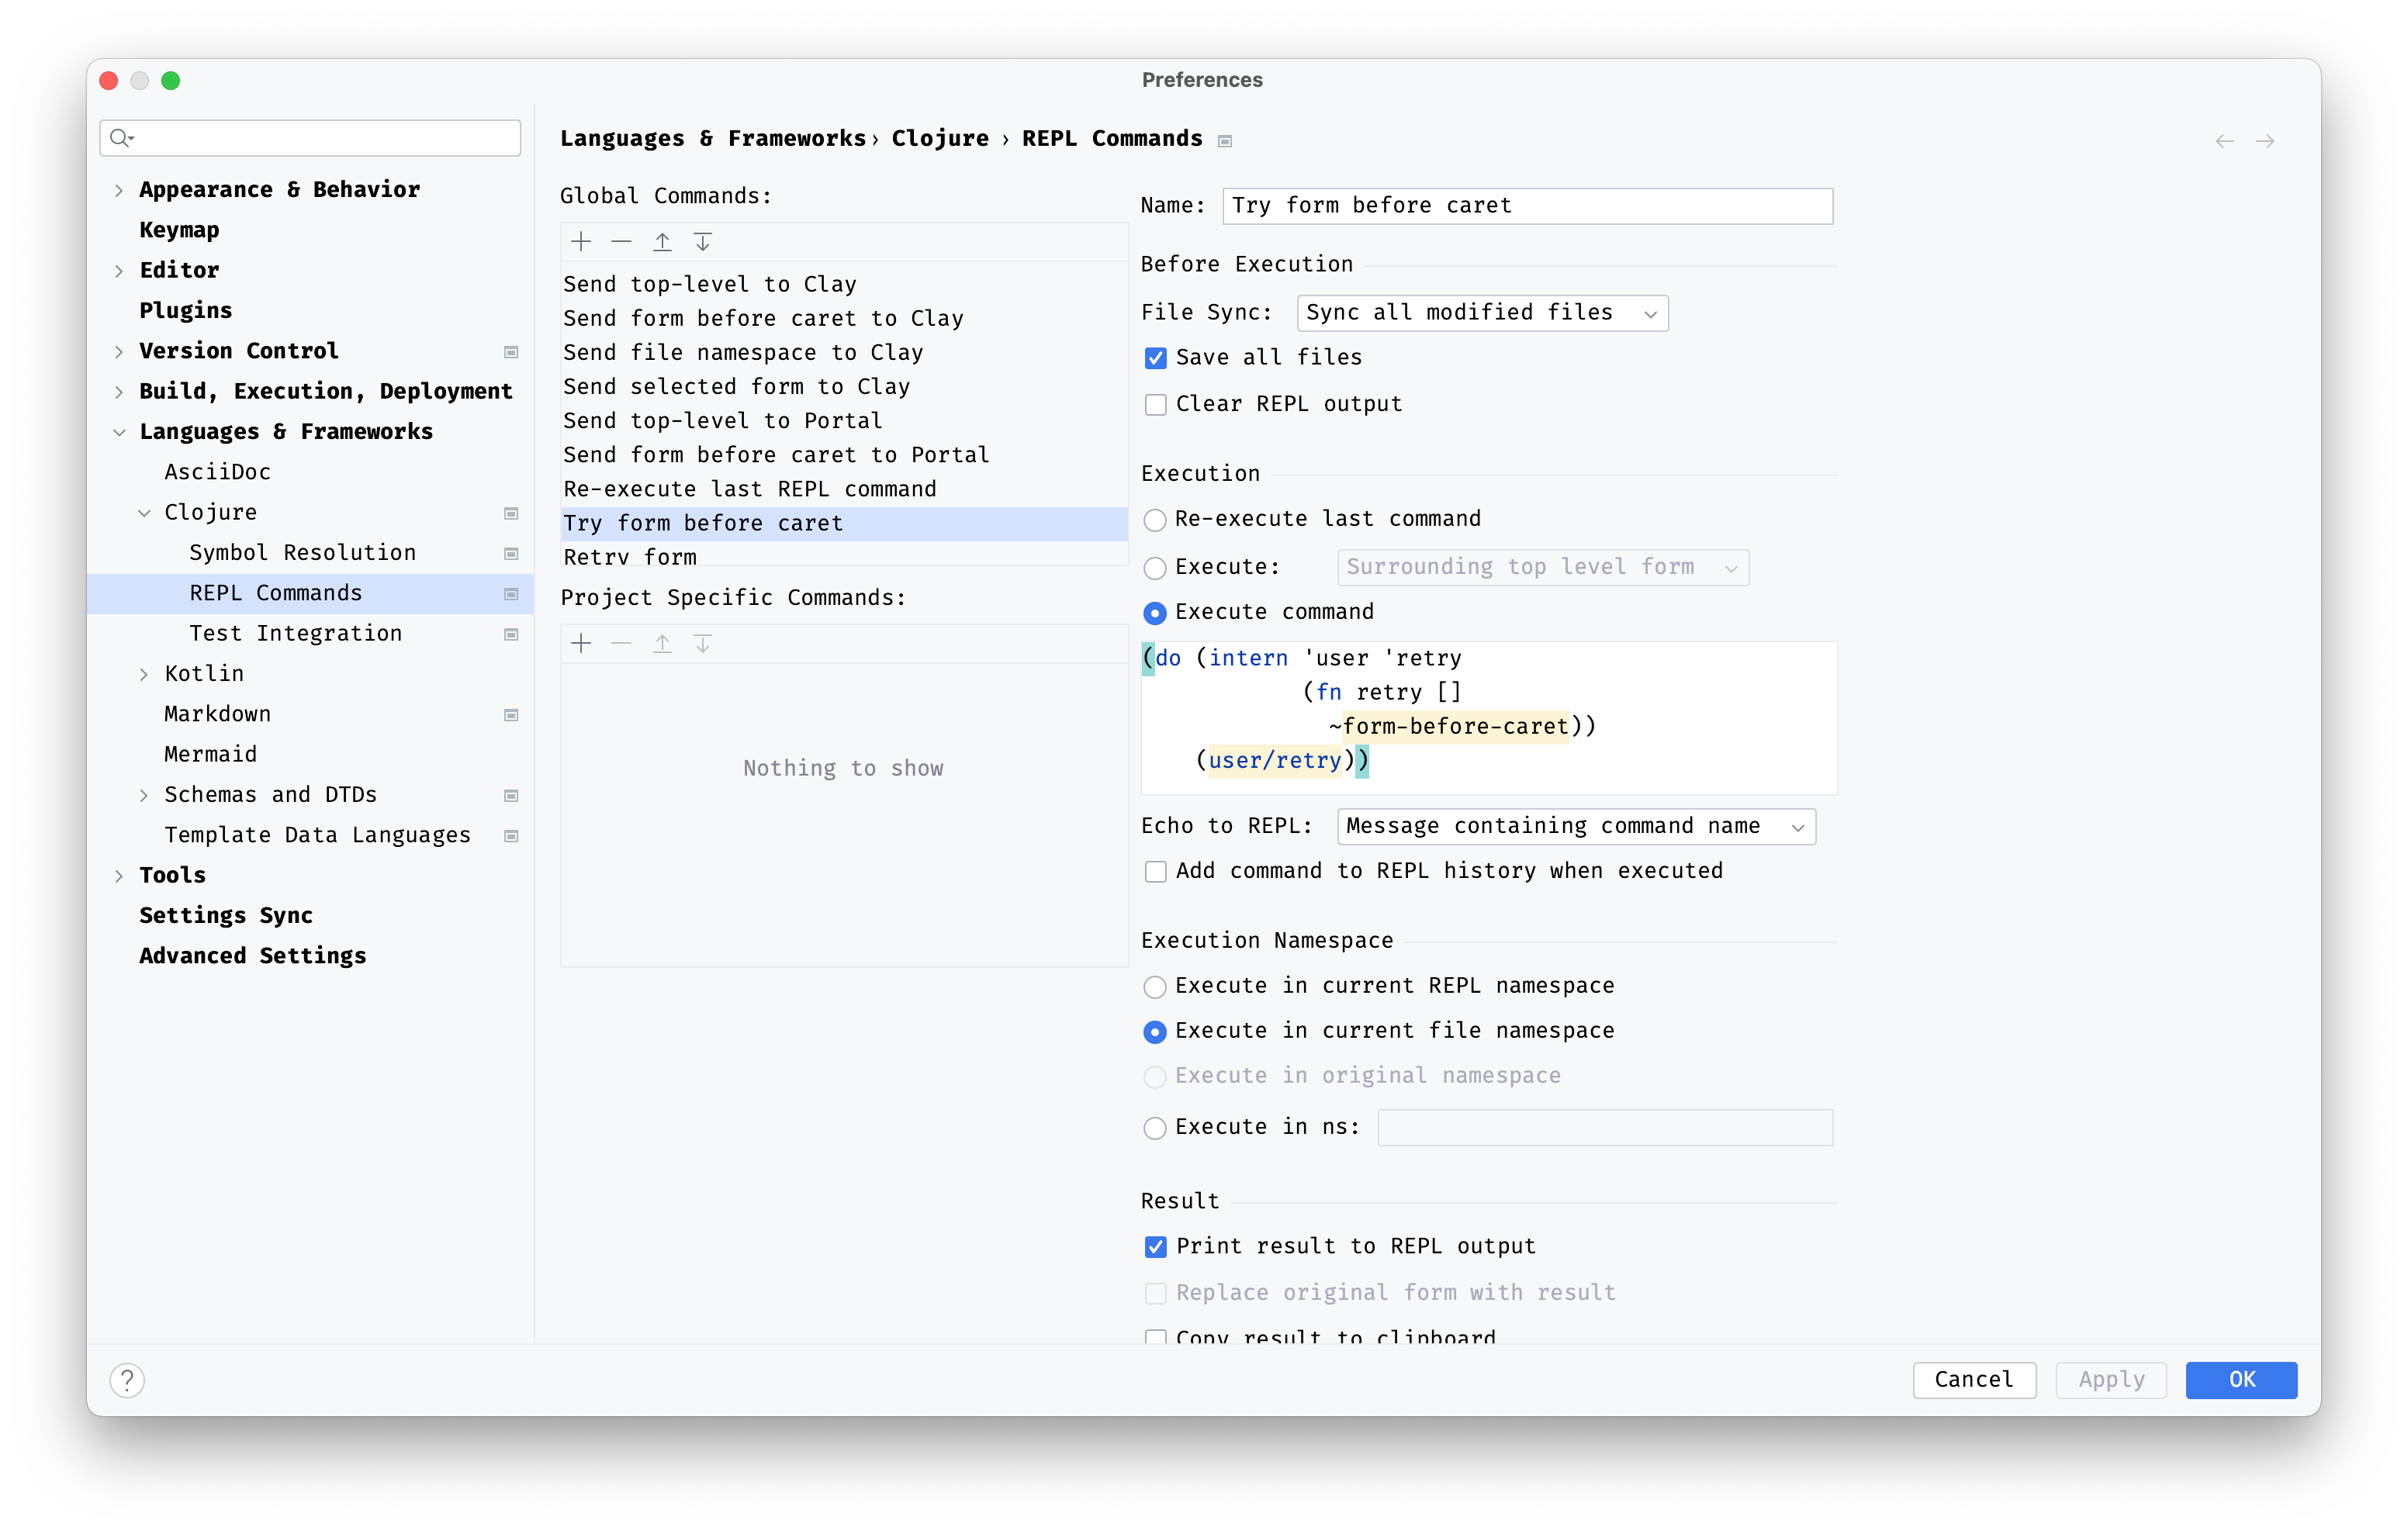 Preferences
Appearance & Behavior
Keymap
Editor
Plugins
Version Control
Build, Execution, Deployment
Languages & Frameworks
AsciiDoc
Clojure
Symbol Resolution
REPL Commands
Test Integration
Kotlin
Markdown
Mermaid
Schemas and DTDs
Template Data Languages
Tools
Settings Sync
Advanced Settings
Languages & Frameworks › Clojure › REPL Commands
Global Commands:
Send top-level to Clay
Send form before caret to Clay
Send file namespace to Clay
Send selected form to Clay
Send top-level to Portal
Send form before caret to Portal
Re-execute last REPL command
Try form before caret
Retry form
Project Specific Commands:
Nothing to show
Name: Try form before caret
Before Execution
File Sync: Sync all modified files
Save all files
Clear REPL output
Execution
Re-execute last command
Execute: Surrounding top level form
Execute command
(do (intern 'user 'retry
(fn retry []
~form-before-caret))
(user/retry))
Echo to REPL: Message containing command name
Add command to REPL history when executed
Execution Namespace
Execute in current REPL namespace
Execute in current file namespace
Execute in original namespace
Execute in ns:
Result
Print result to REPL output
Replace original form with result
Copy result to clipboard
?
Cancel
Apply
OK